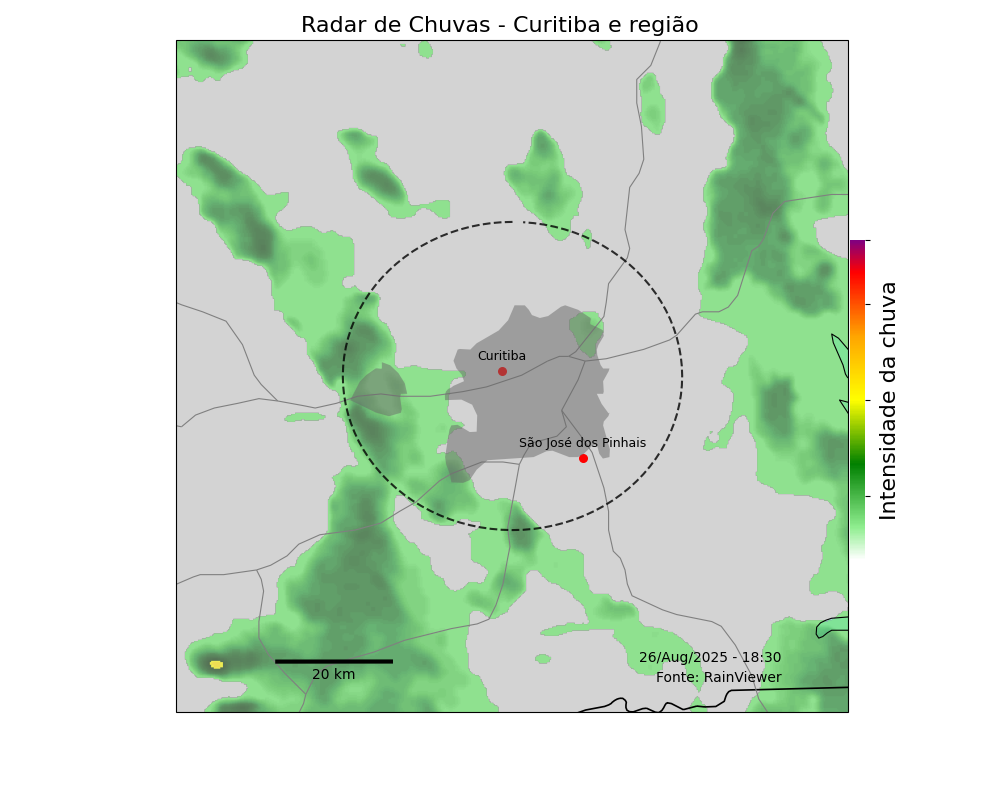 Radar de Chuvas - Curitiba e região
Curitiba
São José dos Pinhais
Intensidade da chuva
26/Aug/2025 - 18:30
Fonte: RainViewer
20 km